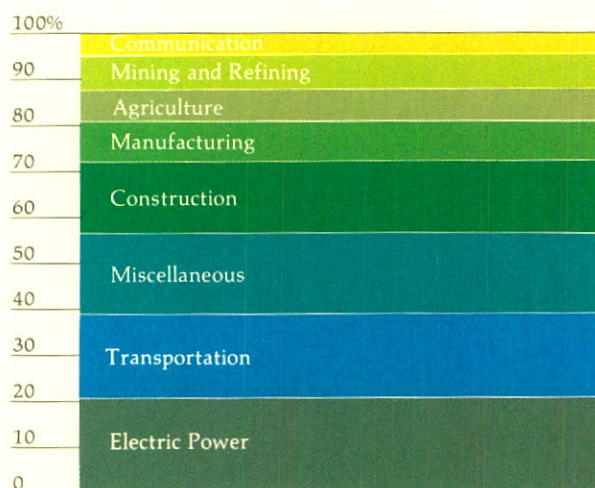 100%
Communication
90
Mining and Refining
Agriculture
80
Manufacturing
70
Construction
60
50
Miscellaneous
40
30
Transportation
20
10
Electric Power
0